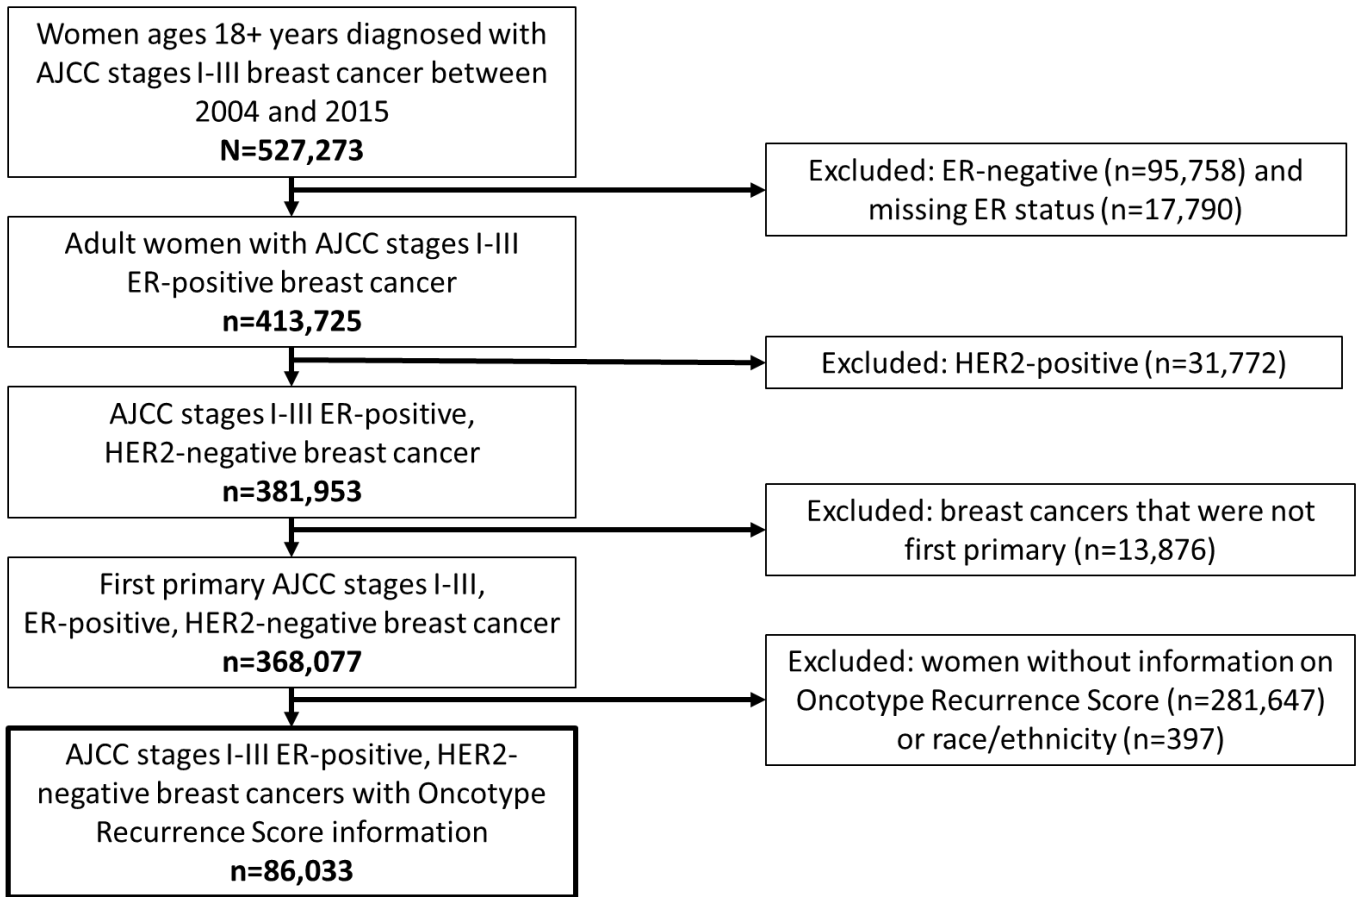 Women ages 18+ years diagnosed with
AJCC stages I-III breast cancer between
2004 and 2015
N=527,273
Excluded: ER-negative (n=95,758) and
missing ER status (n=17,790)
Adult women with AJCC stages I-III
ER-positive breast cancer
n=413,725
Excluded: HER2-positive (n=31,772)
AJCC stages I-III ER-positive,
HER2-negative breast cancer
n=381,953
Excluded: breast cancers that were not
first primary (n=13,876)
First primary AJCC stages I-III,
ER-positive, HER2-negative breast cancer
n=368,077
Excluded: women without information on
Oncotype Recurrence Score (n=281,647)
or race/ethnicity (n=397)
AJCC stages I-III ER-positive, HER2-
negative breast cancers with Oncotype
Recurrence Score information
n=86,033